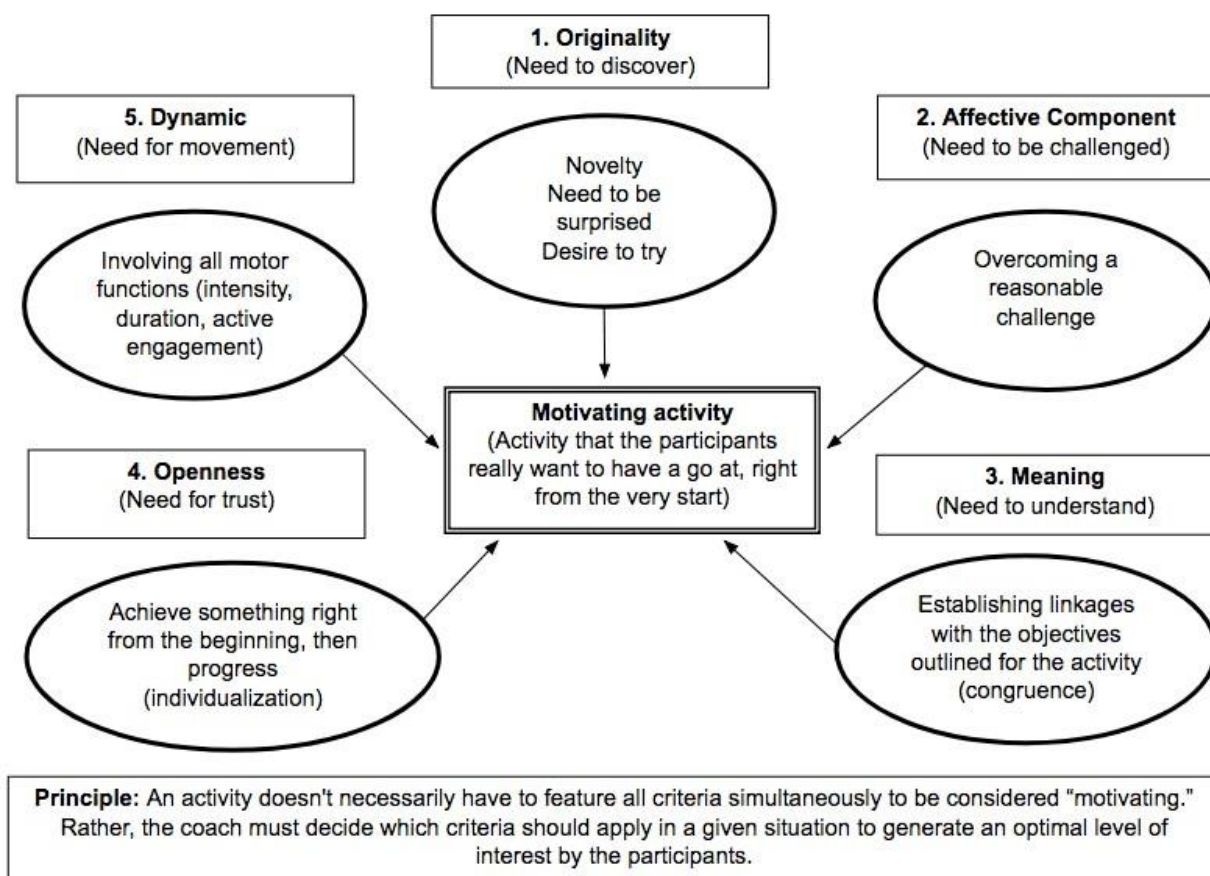 1. Originality
(Need to discover)
Novelty
Need to be
surprised
Desire to try
2. Affective Component
(Need to be challenged)
Overcoming a
reasonable
challenge
3. Meaning
(Need to understand)
Establishing linkages
with the objectives
outlined for the activity
(congruence)
4. Openness
(Need for trust)
Achieve something right
from the beginning, then
progress
(individualization)
5. Dynamic
(Need for movement)
Involving all motor
functions (intensity,
duration, active
engagement)
Motivating activity
(Activity that the participants
really want to have a go at, right
from the very start)
Principle: An activity doesn't necessarily have to feature all criteria simultaneously to be considered “motivating.”
Rather, the coach must decide which criteria should apply in a given situation to generate an optimal level of
interest by the participants.